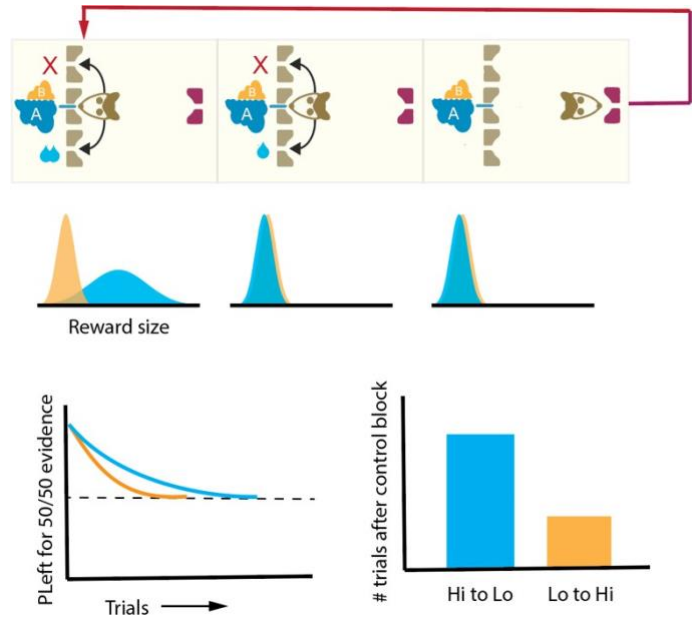 X
B
A
X
B
A
B
A
Reward size
PLeft for 50/50 evidence
Trials
# trials after control block
Hi to Lo
Lo to Hi